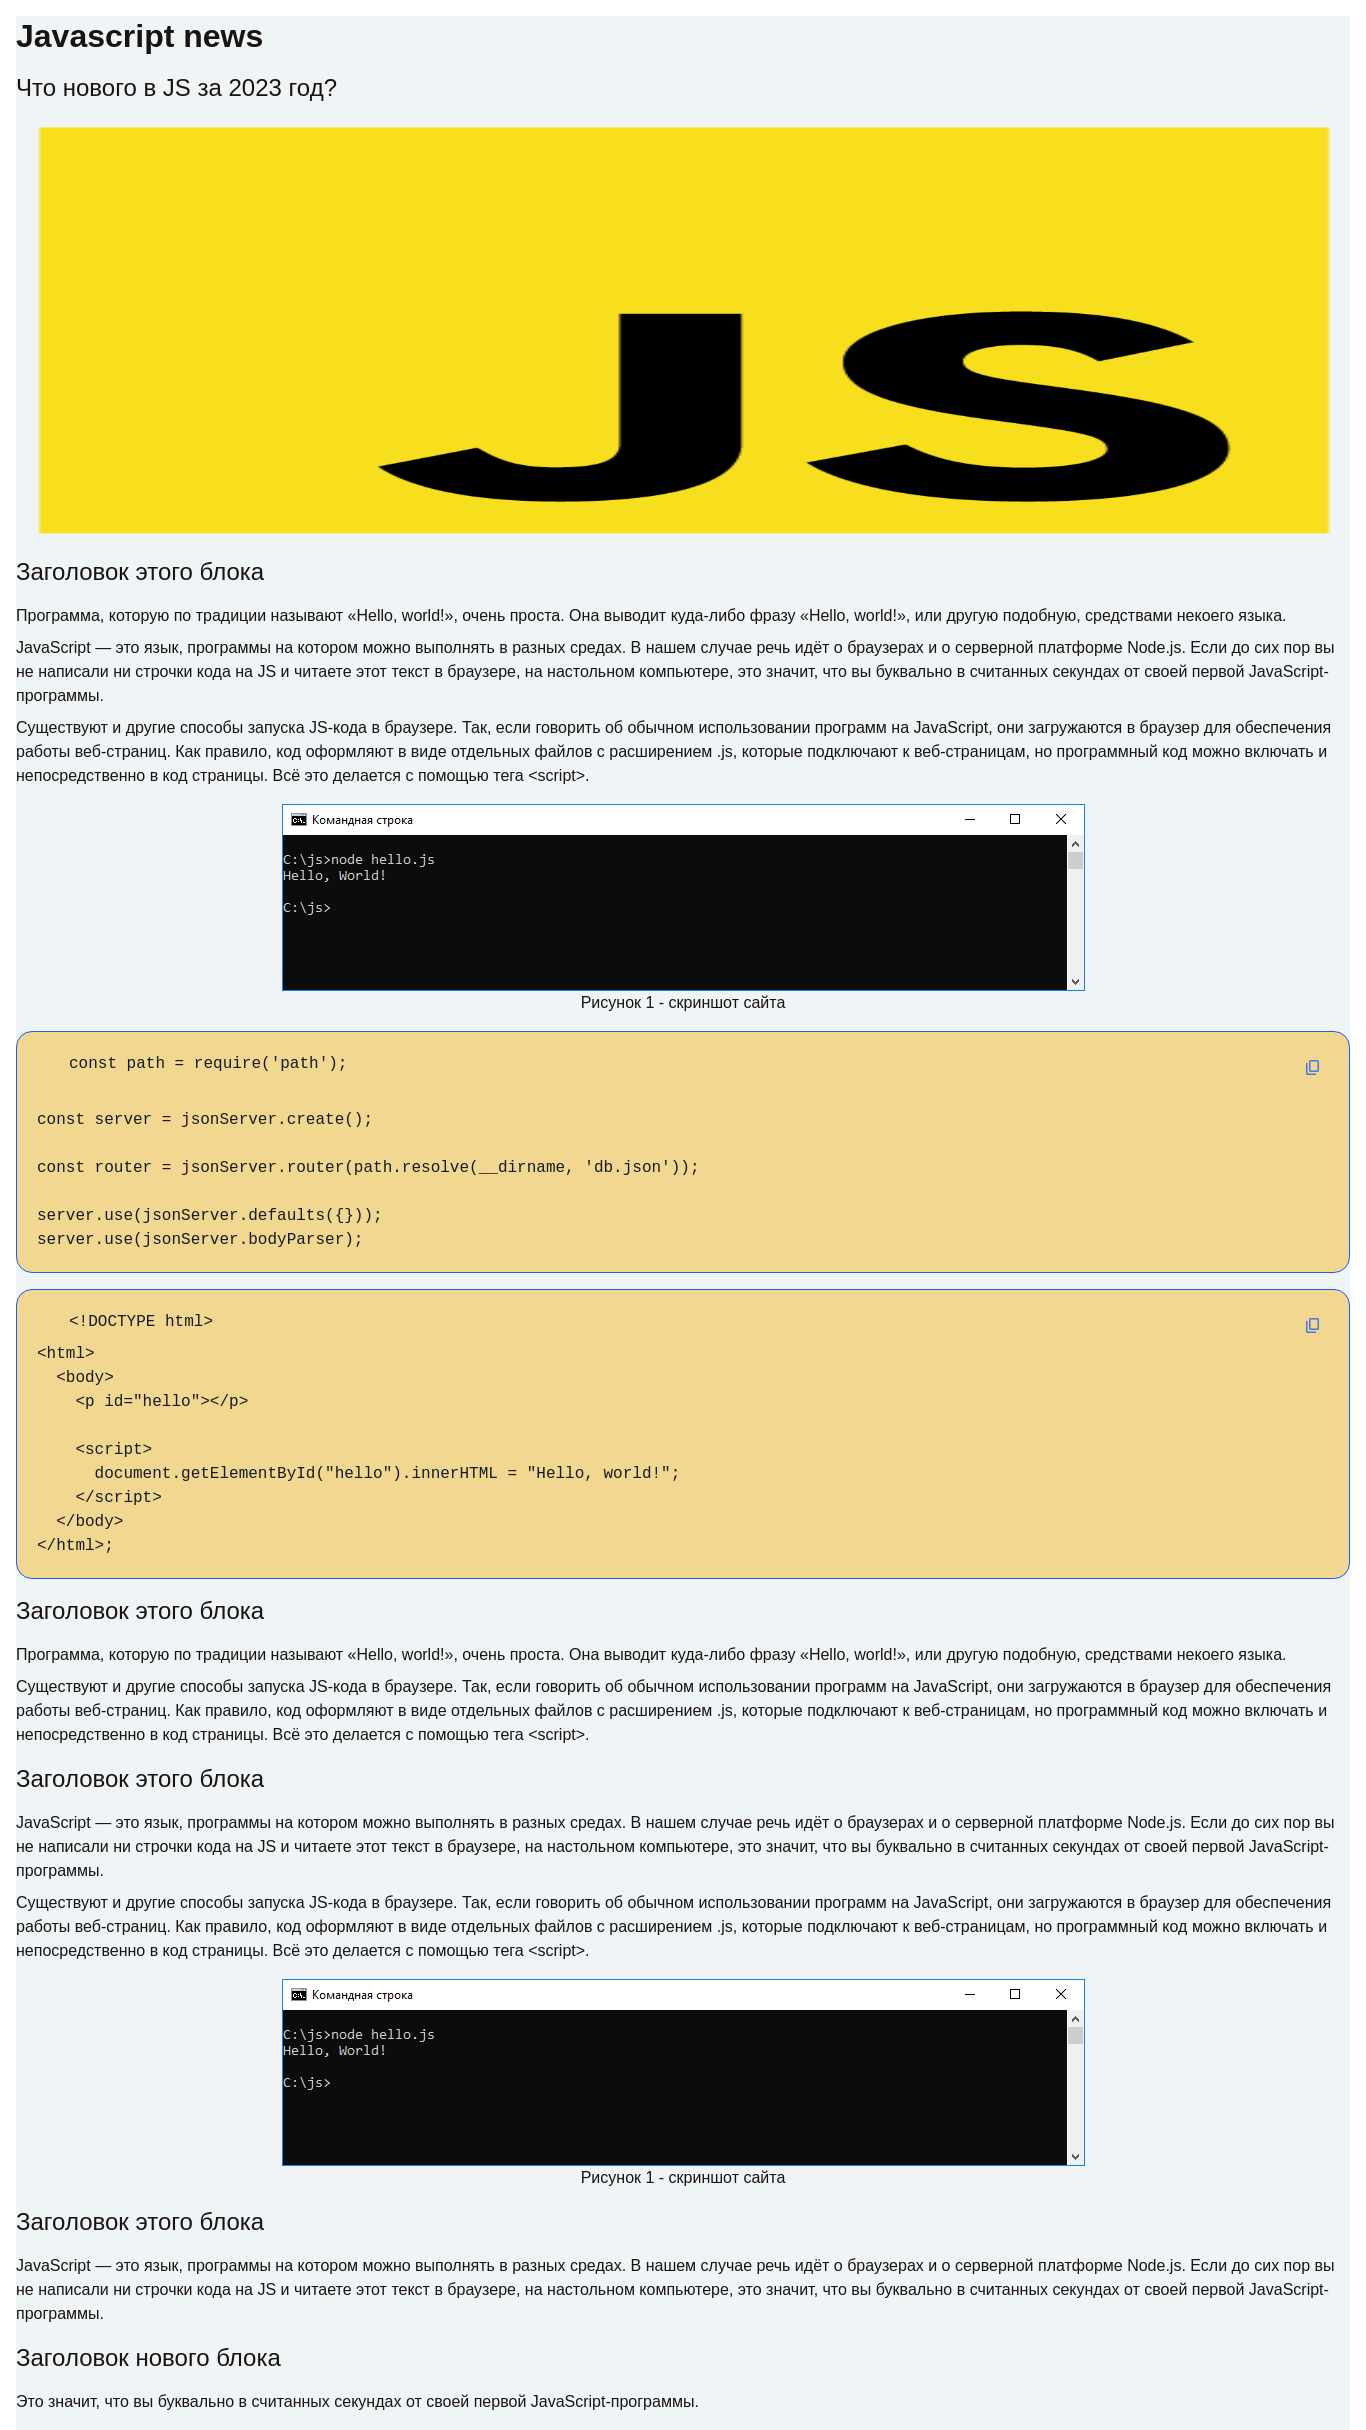 Javascript news
Что нового в JS за 2023 год?
JS
Заголовок этого блока
Программа, которую по традиции называют «Hello, world!», очень проста. Она выводит куда-либо фразу «Hello, world!», или другую подобную, средствами некоего языка.
JavaScript — это язык, программы на котором можно выполнять в разных средах. В нашем случае речь идёт о браузерах и о серверной платформе Node.js. Если до сих пор вы
не написали ни строчки кода на JS и читаете этот текст в браузере, на настольном компьютере, это значит, что вы буквально в считанных секундах от своей первой JavaScript-
программы.
Существуют и другие способы запуска JS-кода в браузере. Так, если говорить об обычном использовании программ на JavaScript, они загружаются в браузер для обеспечения
работы веб-страниц. Как правило, код оформляют в виде отдельных файлов с расширением .js, которые подключают к веб-страницам, но программный код можно включать и
непосредственно в код страницы. Всё это делается с помощью тега <script>.
Командная строка
C:\js>node hello.js
Hello, World!
C:\js>
Рисунок 1 - скриншот сайта
const path = require('path');
const server = jsonServer.create();
const router = jsonServer.router(path.resolve(__dirname, 'db.json'));
server.use(jsonServer.defaults({}));
server.use(jsonServer.bodyParser);
<!DOCTYPE html>
<html>
<body>
<p id="hello"></p>
<script>
document.getElementById("hello").innerHTML = "Hello, world!";
</script>
</body>
</html>;
Заголовок этого блока
Программа, которую по традиции называют «Hello, world!», очень проста. Она выводит куда-либо фразу «Hello, world!», или другую подобную, средствами некоего языка.
Существуют и другие способы запуска JS-кода в браузере. Так, если говорить об обычном использовании программ на JavaScript, они загружаются в браузер для обеспечения
работы веб-страниц. Как правило, код оформляют в виде отдельных файлов с расширением .js, которые подключают к веб-страницам, но программный код можно включать и
непосредственно в код страницы. Всё это делается с помощью тега <script>.
Заголовок этого блока
JavaScript — это язык, программы на котором можно выполнять в разных средах. В нашем случае речь идёт о браузерах и о серверной платформе Node.js. Если до сих пор вы
не написали ни строчки кода на JS и читаете этот текст в браузере, на настольном компьютере, это значит, что вы буквально в считанных секундах от своей первой JavaScript-
программы.
Существуют и другие способы запуска JS-кода в браузере. Так, если говорить об обычном использовании программ на JavaScript, они загружаются в браузер для обеспечения
работы веб-страниц. Как правило, код оформляют в виде отдельных файлов с расширением .js, которые подключают к веб-страницам, но программный код можно включать и
непосредственно в код страницы. Всё это делается с помощью тега <script>.
Командная строка
C:\js>node hello.js
Hello, World!
C:\js>
Рисунок 1 - скриншот сайта
Заголовок этого блока
JavaScript — это язык, программы на котором можно выполнять в разных средах. В нашем случае речь идёт о браузерах и о серверной платформе Node.js. Если до сих пор вы
не написали ни строчки кода на JS и читаете этот текст в браузере, на настольном компьютере, это значит, что вы буквально в считанных секундах от своей первой JavaScript-
программы.
Заголовок нового блока
Это значит, что вы буквально в считанных секундах от своей первой JavaScript-программы.